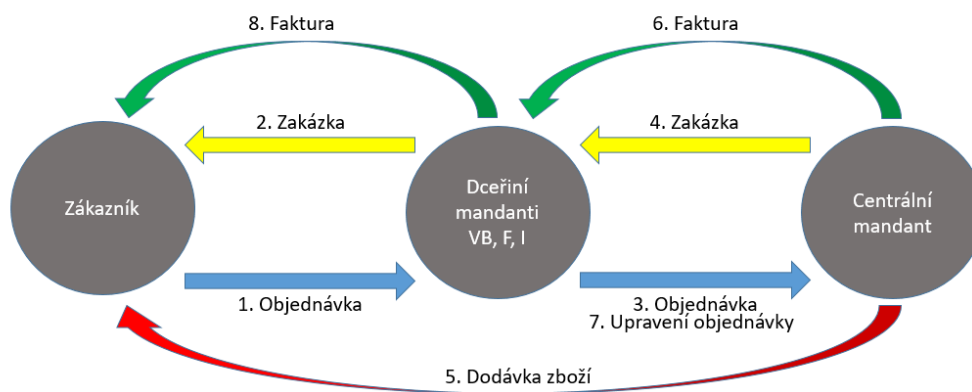 8. Faktura
6. Faktura
2. Zakázka
4. Zakázka
Zákazník
Dceřiní
mandanti
VB, F, I
Centrální
mandant
1. Objednávka
3. Objednávka
7. Upravení objednávky
5. Dodávka zboží